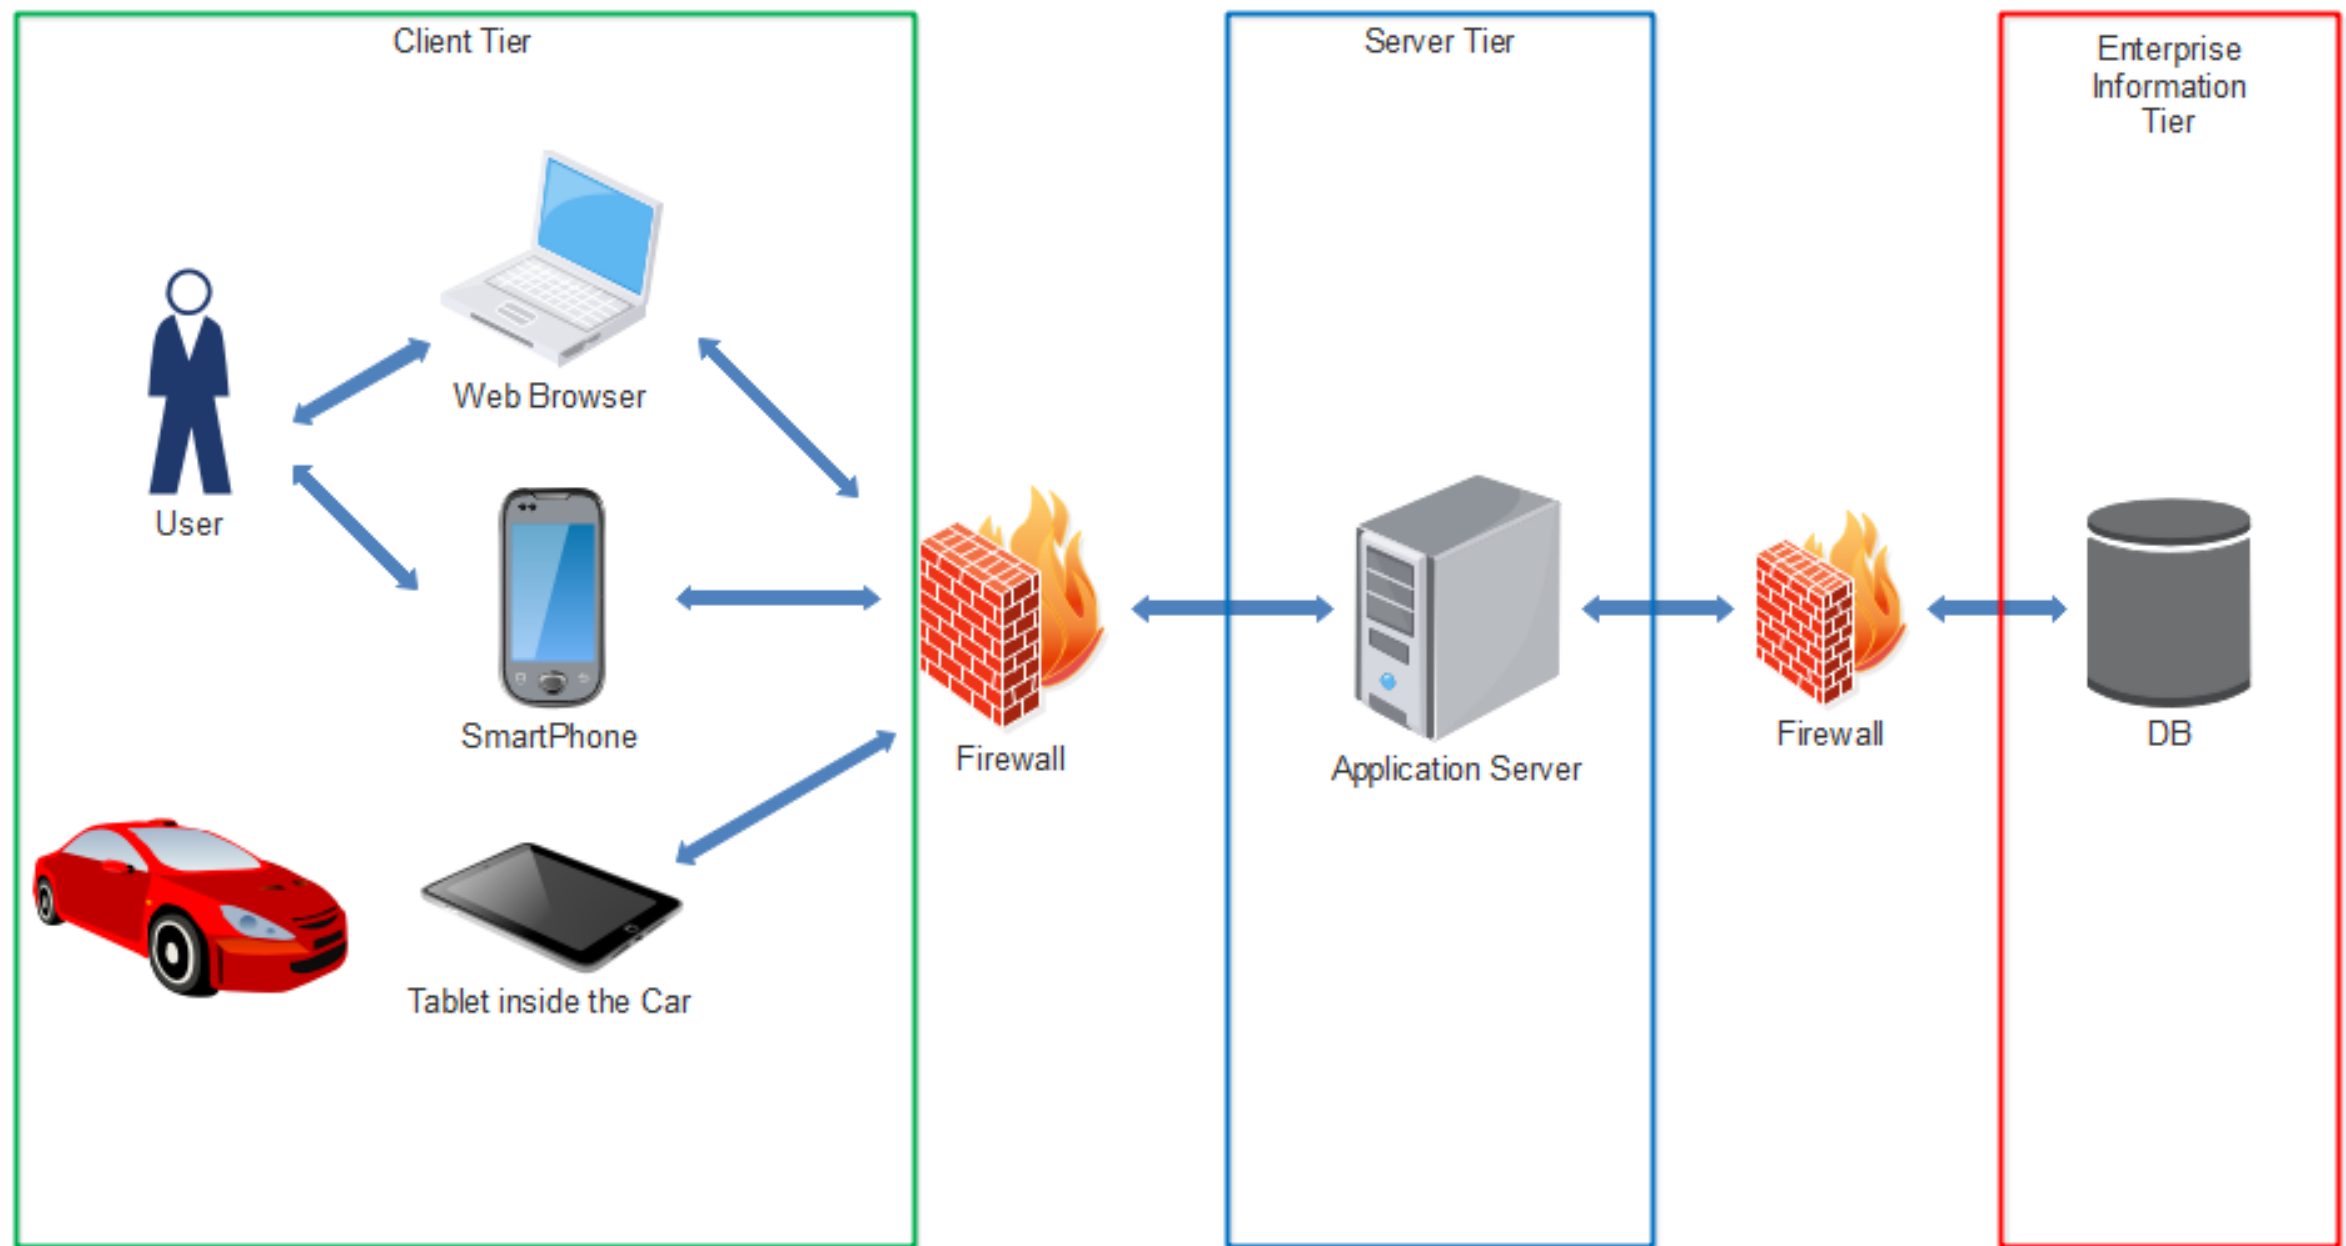 Client Tier
Server Tier
Enterprise
Information
Tier
Web Browser
User
SmartPhone
Firewall
Application Server
Firewall
DB
Tablet inside the Car